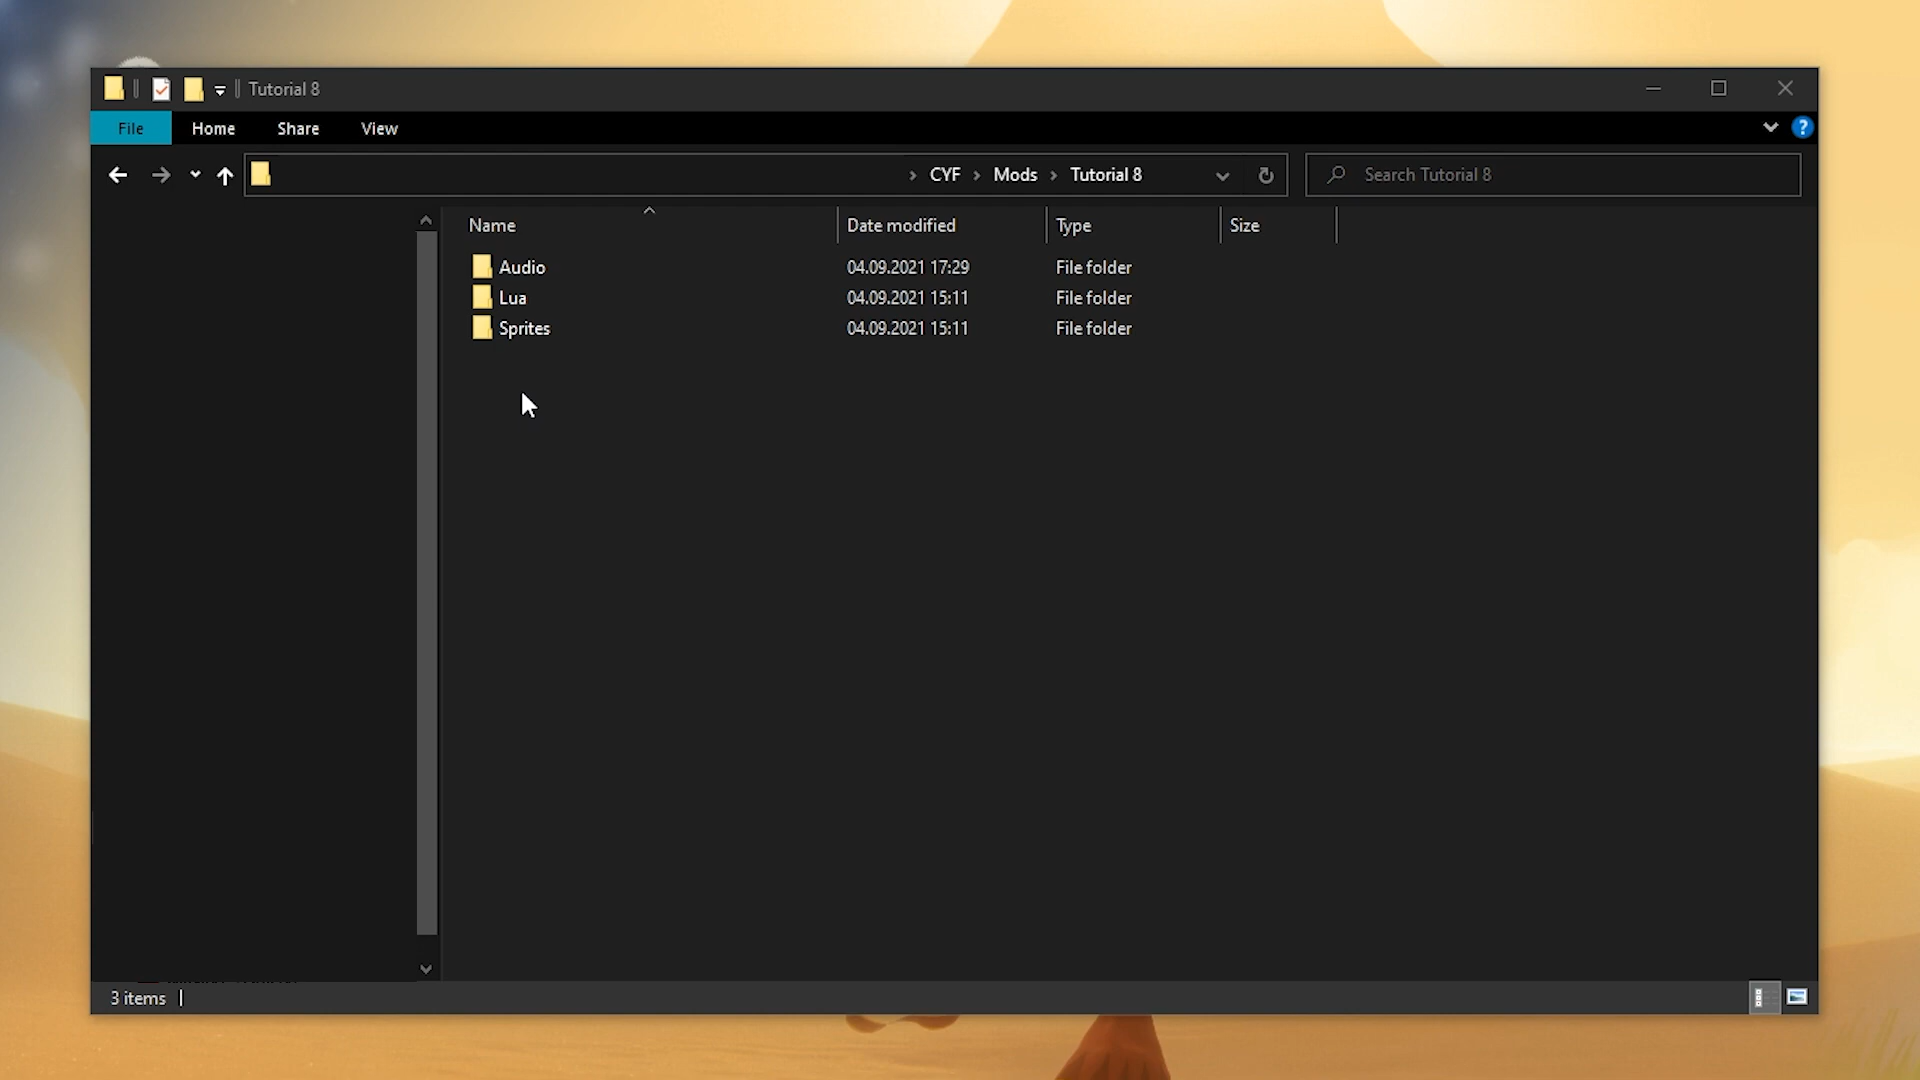 Tutorial 8
File Home Share View
CYF Mods Tutorial 8
Search Tutorial 8
Name Date modified Type Size
Audio 04.09.2021 17:29 File folder
Lua 04.09.2021 15:11 File folder
Sprites 04.09.2021 15:11 File folder
3 items